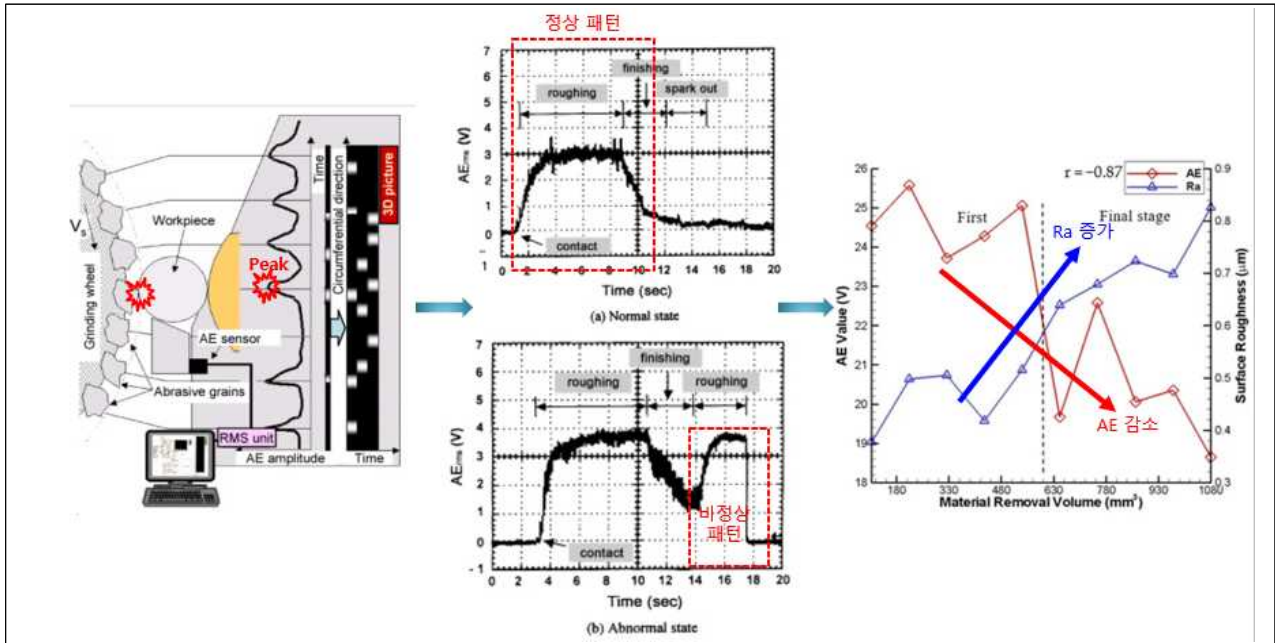 Time
Circumferential direction
3D picture
Workpiece
Vs
Peak
Grinding wheel
AE sensor
Abrasive grains
RMS unit
AE amplitude
Time
정상 패턴
7
6
5
4
3
2
1
0
-
1
AErms (V)
finishing
roughing
spark out
contact
0 2 4 6 8 10 12 14 16 18 20
Time (sec)
(a) Normal state
7
6
5
4
3
2
1
0
- 1
AErms (V)
finishing
roughing
roughing
contact
비정상
패턴
0 2 4 6 8 10 12 14 16 18 20
Time (sec)
(b) Abnormal state
r = −0.87
AE
Ra
First
Final stage
Ra 증가
AE 감소
26
25
24
23
22
21
20
19
18
AE Value (V)
0.9
0.8
0.7
0.6
0.5
0.4
0.3
Surface Roughness (μm)
180 330 480 630 780 930 1080
Material Removal Volume (mm³)